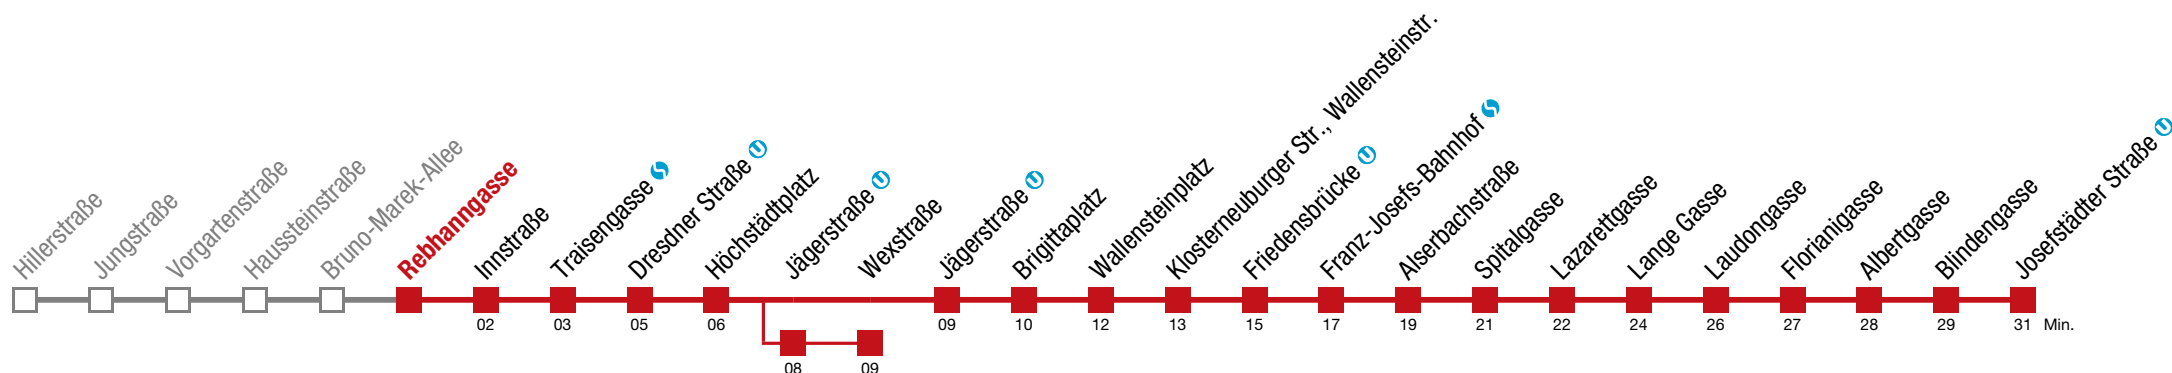 Hillerstraße
Jungstraße
Vorgartenstraße
Haussteinstraße
Bruno-Marek-Allee
Rebhanngasse
Innstraße
Traisengasse
Dresdner Straße
Höchstädtplatz
Jägerstraße
Wexstraße
Jägerstraße
Brigittaplatz
Wallensteinplatz
Klosterneuburger Str., Wallensteinstr.
Friedensbrücke
Franz-Josefs-Bahnhof
Alserbachstraße
Spitalgasse
Lazarettgasse
Lange Gasse
Laudongasse
Florianigasse
Albertgasse
Blindengasse
Josefstädter Straße
02 03 05 06 09 10 12 13 15 17 19 21 22 24 26 27 28 29 31 Min.
08 09